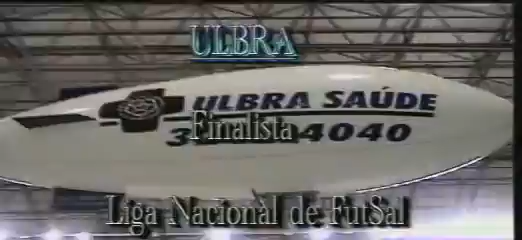 ULBRA
ULBRA SAÚDE
Finalista
4040
Liga Nacional de FutSal